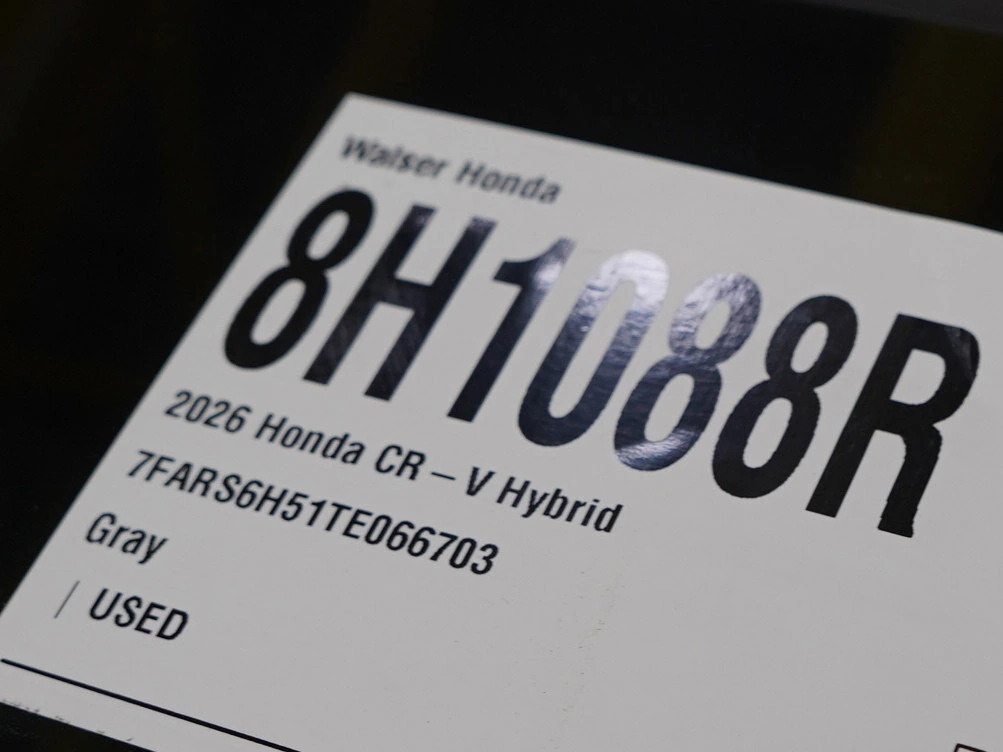 Walser Honda
8H1088R
2026 Honda CR – V Hybrid
7FARS6H51TE066703
Gray
| USED